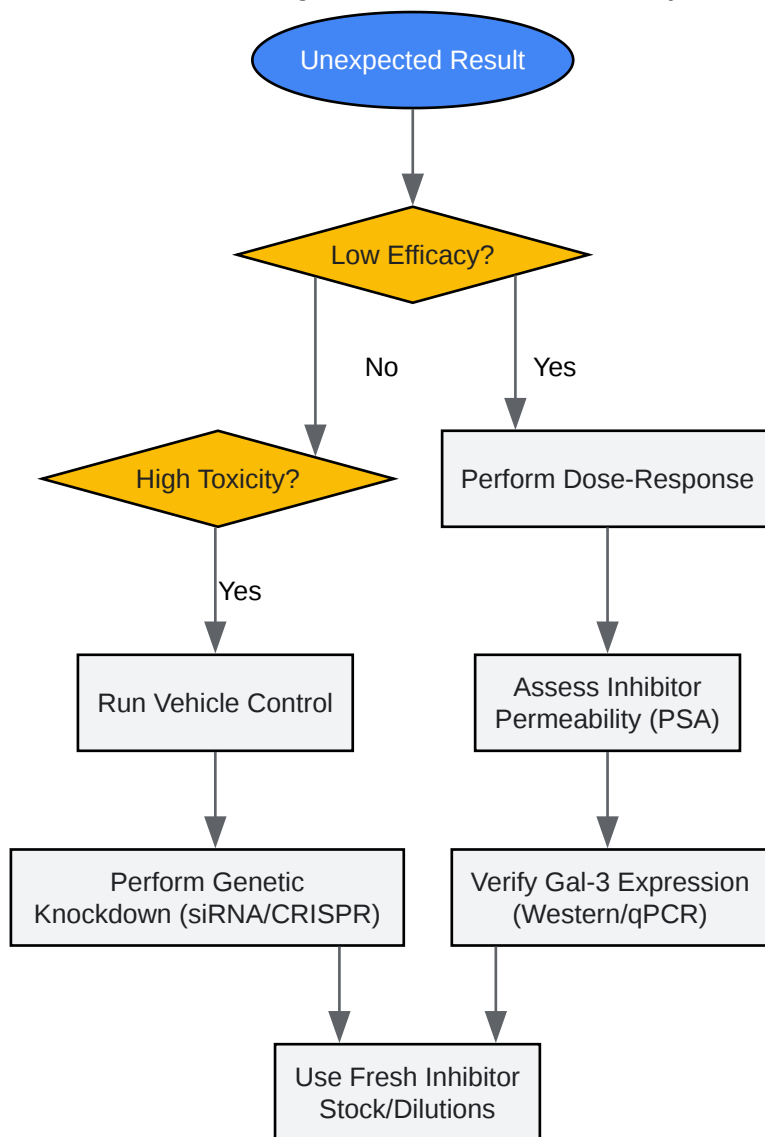 Unexpected Result
Low Efficacy?
No
Yes
High Toxicity?
Perform Dose-Response
Yes
Run Vehicle Control
Assess Inhibitor
Permeability (PSA)
Perform Genetic
Knockdown (siRNA/CRISPR)
Verify Gal-3 Expression
(Western/qPCR)
Use Fresh Inhibitor
Stock/Dilutions